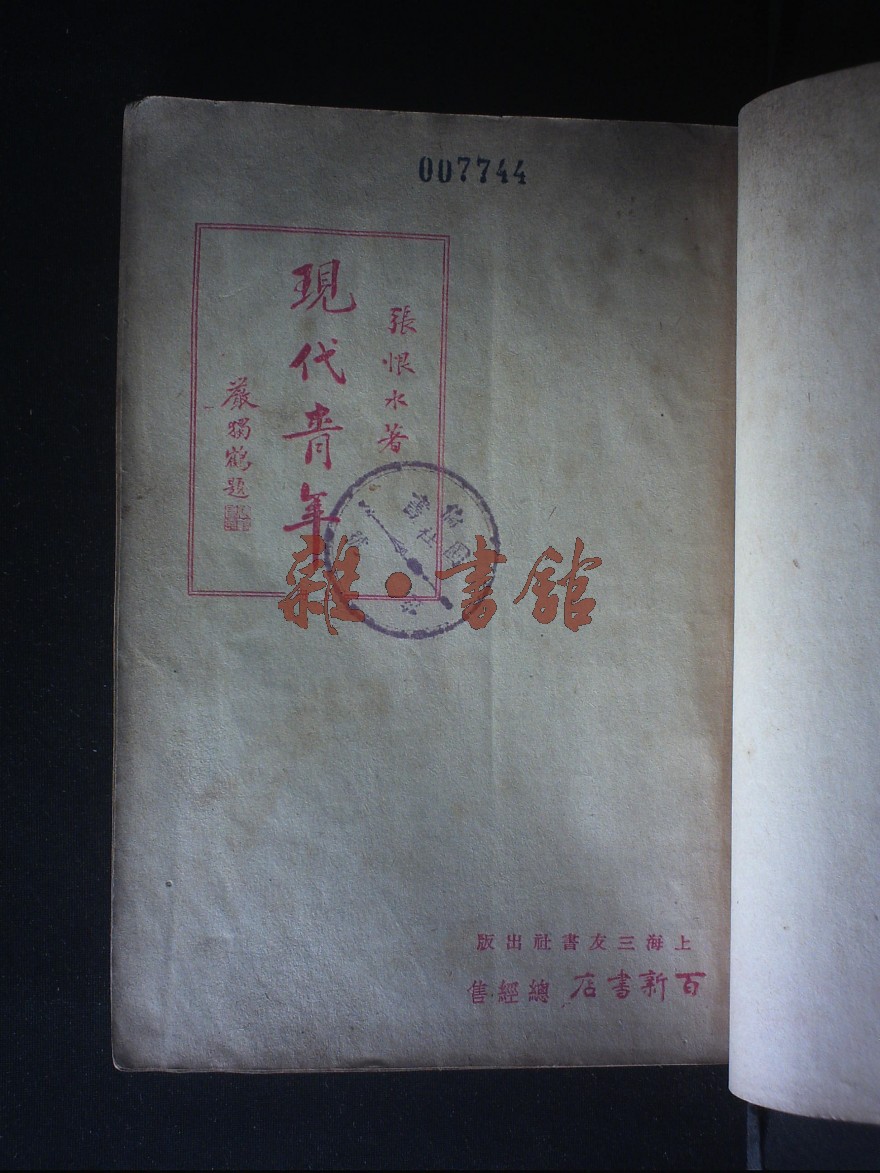 007744
張恨水著
現代青年
嚴獨鶴題
雜·書館
上海三友書社出版
百新書店總經售